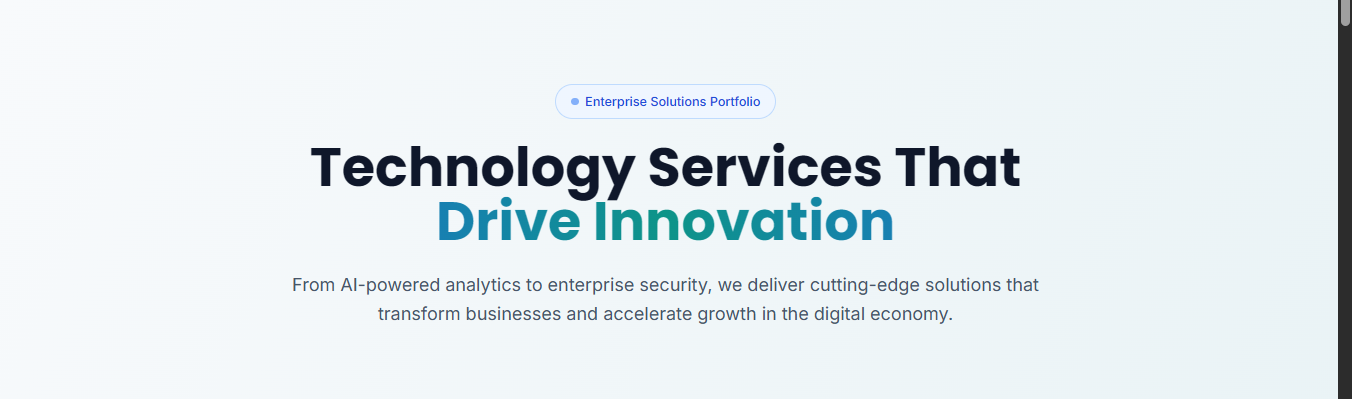 Enterprise Solutions Portfolio
Technology Services That
Drive Innovation
From AI-powered analytics to enterprise security, we deliver cutting-edge solutions that
transform businesses and accelerate growth in the digital economy.